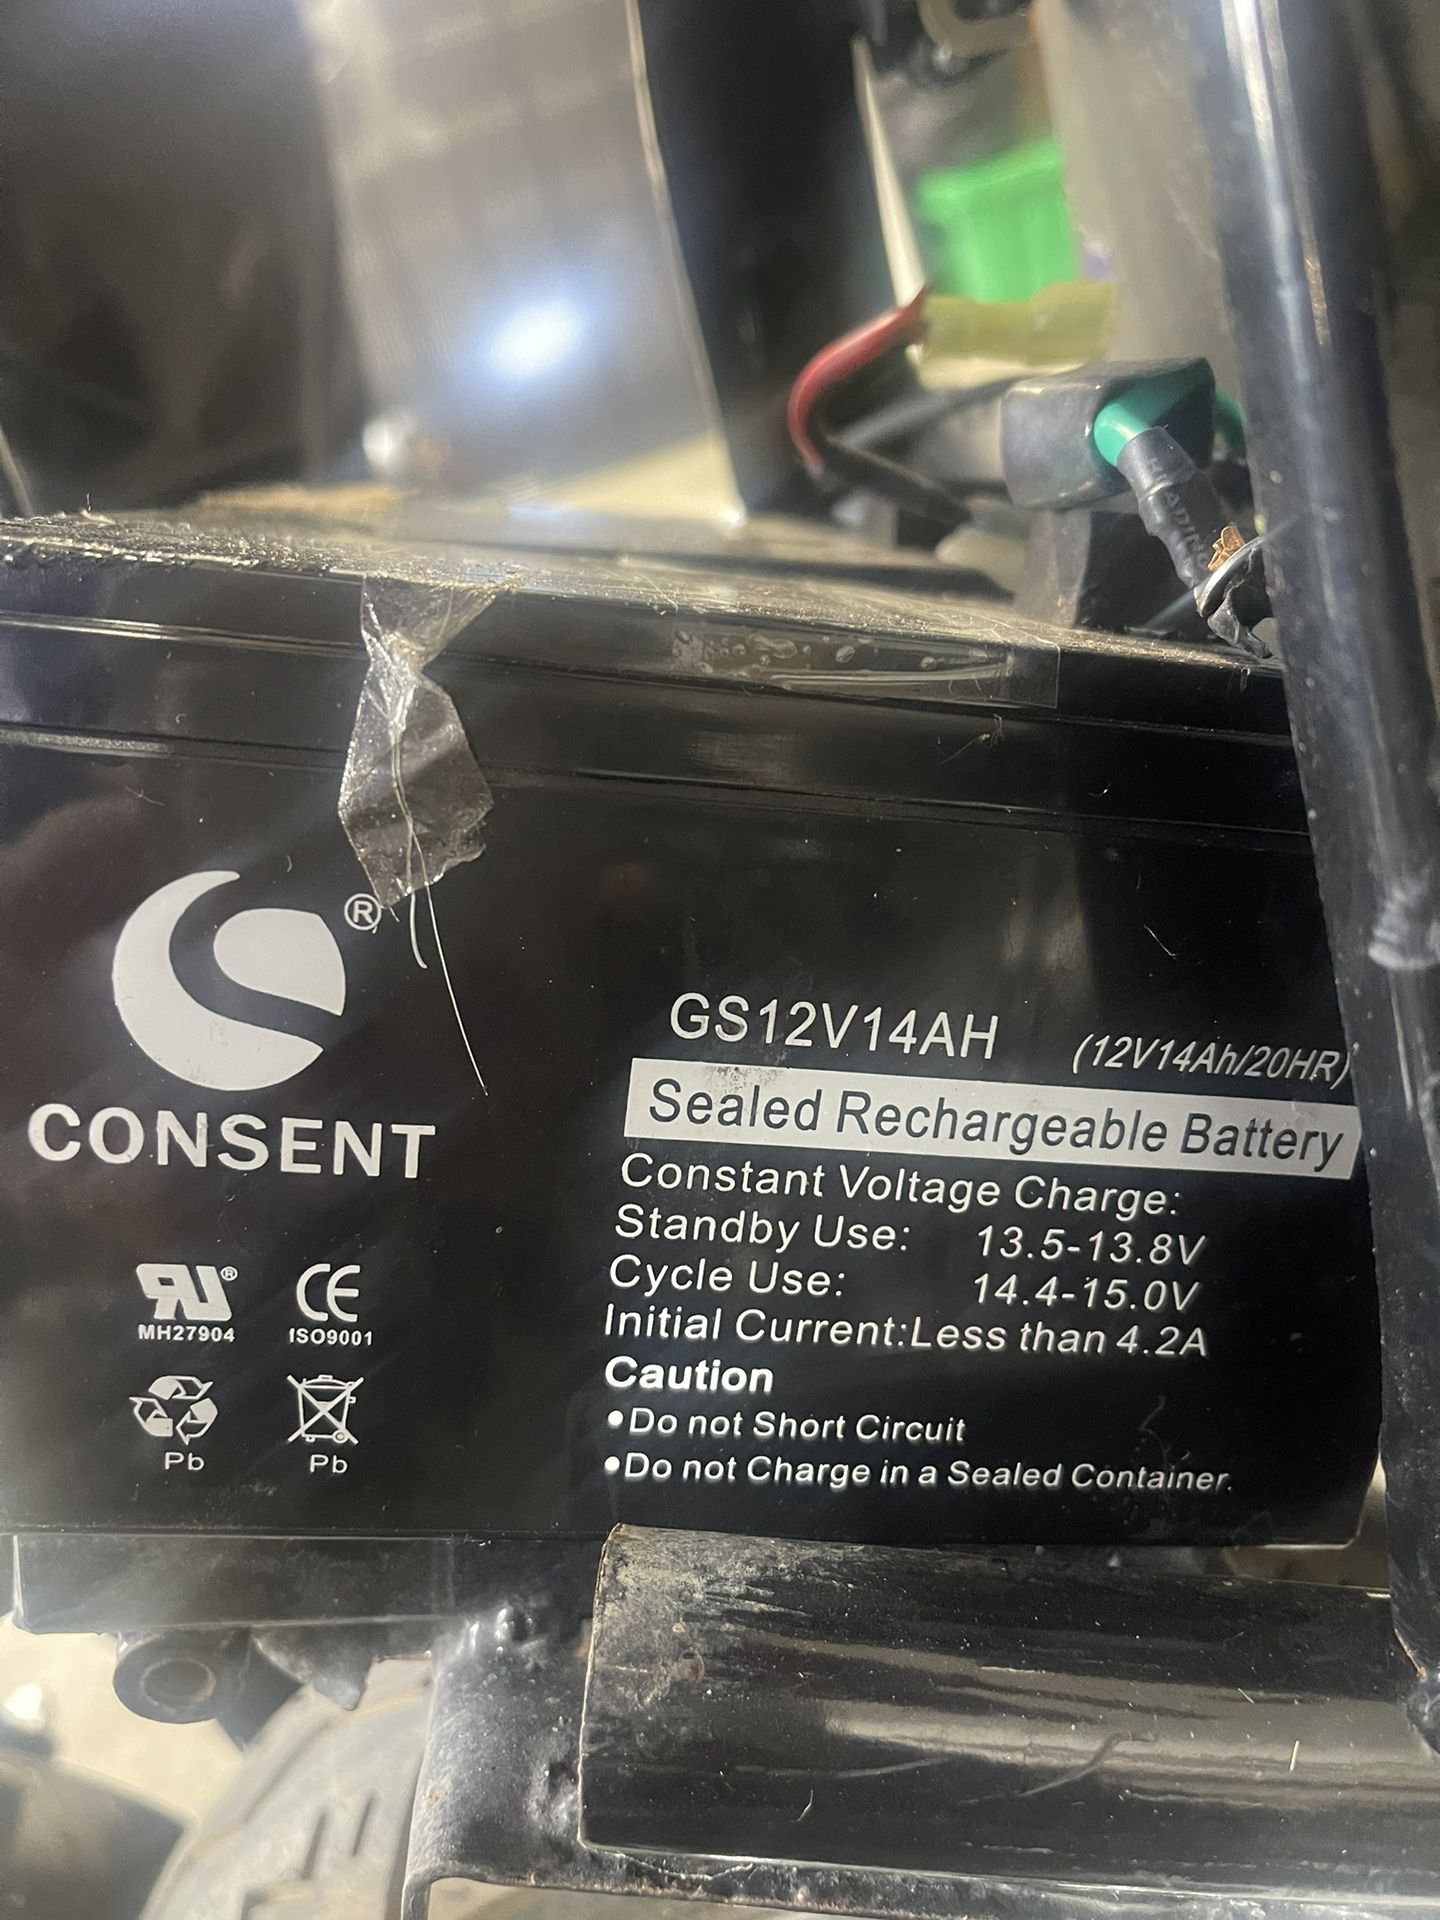 ®
CONSENT
GS12V14AH (12V14Ah/20HR)
Sealed Rechargeable Battery
Constant Voltage Charge:
Standby Use: 13.5-13.8V
Cycle Use: 14.4-15.0V
Initial Current:Less than 4.2A
Caution
•Do not Short Circuit
•Do not Charge in a Sealed Container.
® CE
MH27904 ISO9001
Pb Pb